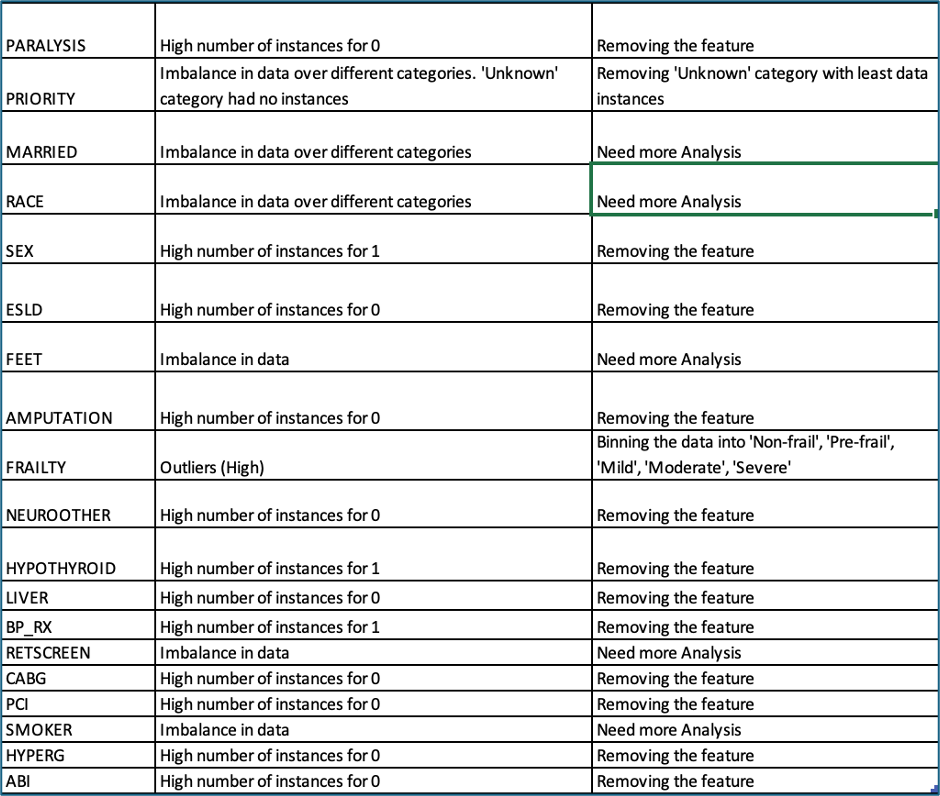 PARALYSIS High number of instances for 0 Removing the feature
Imbalance in data over different categories. 'Unknown' Removing 'Unknown' category with least data
PRIORITY category had no instances instances
MARRIED Imbalance in data over different categories Need more Analysis
RACE Imbalance in data over different categories Need more Analysis
SEX High number of instances for 1 Removing the feature
ESLD High number of instances for 0 Removing the feature
FEET Imbalance in data Need more Analysis
AMPUTATION High number of instances for 0 Removing the feature
Binning the data into 'Non-frail', 'Pre-frail',
FRAILTY Outliers (High) 'Mild', 'Moderate', 'Severe'
NEUROOTHER High number of instances for 0 Removing the feature
HYPOTHYROID High number of instances for 1 Removing the feature
LIVER High number of instances for 0 Removing the feature
BP_RX High number of instances for 1 Removing the feature
RETSCREEN Imbalance in data Need more Analysis
CABG High number of instances for 0 Removing the feature
PCI High number of instances for 0 Removing the feature
SMOKER Imbalance in data Need more Analysis
HYPERG High number of instances for 0 Removing the feature
ABI High number of instances for 0 Removing the feature